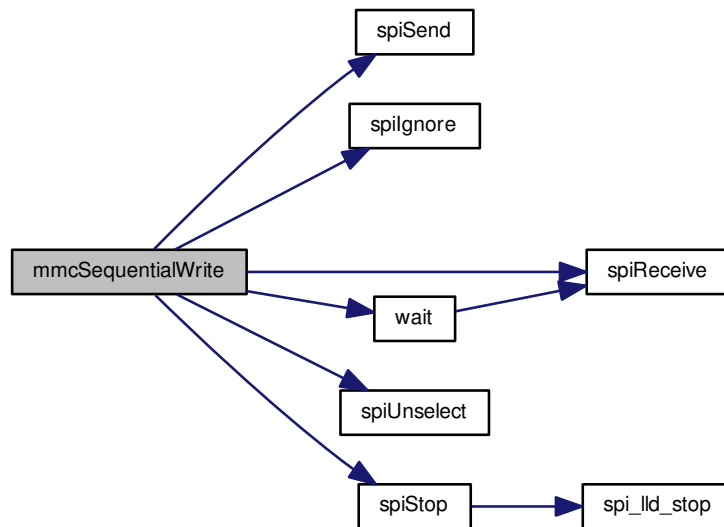 spiSend
spiIgnore
mmcSequentialWrite
spiReceive
wait
spiUnselect
spiStop
spi_lld_stop